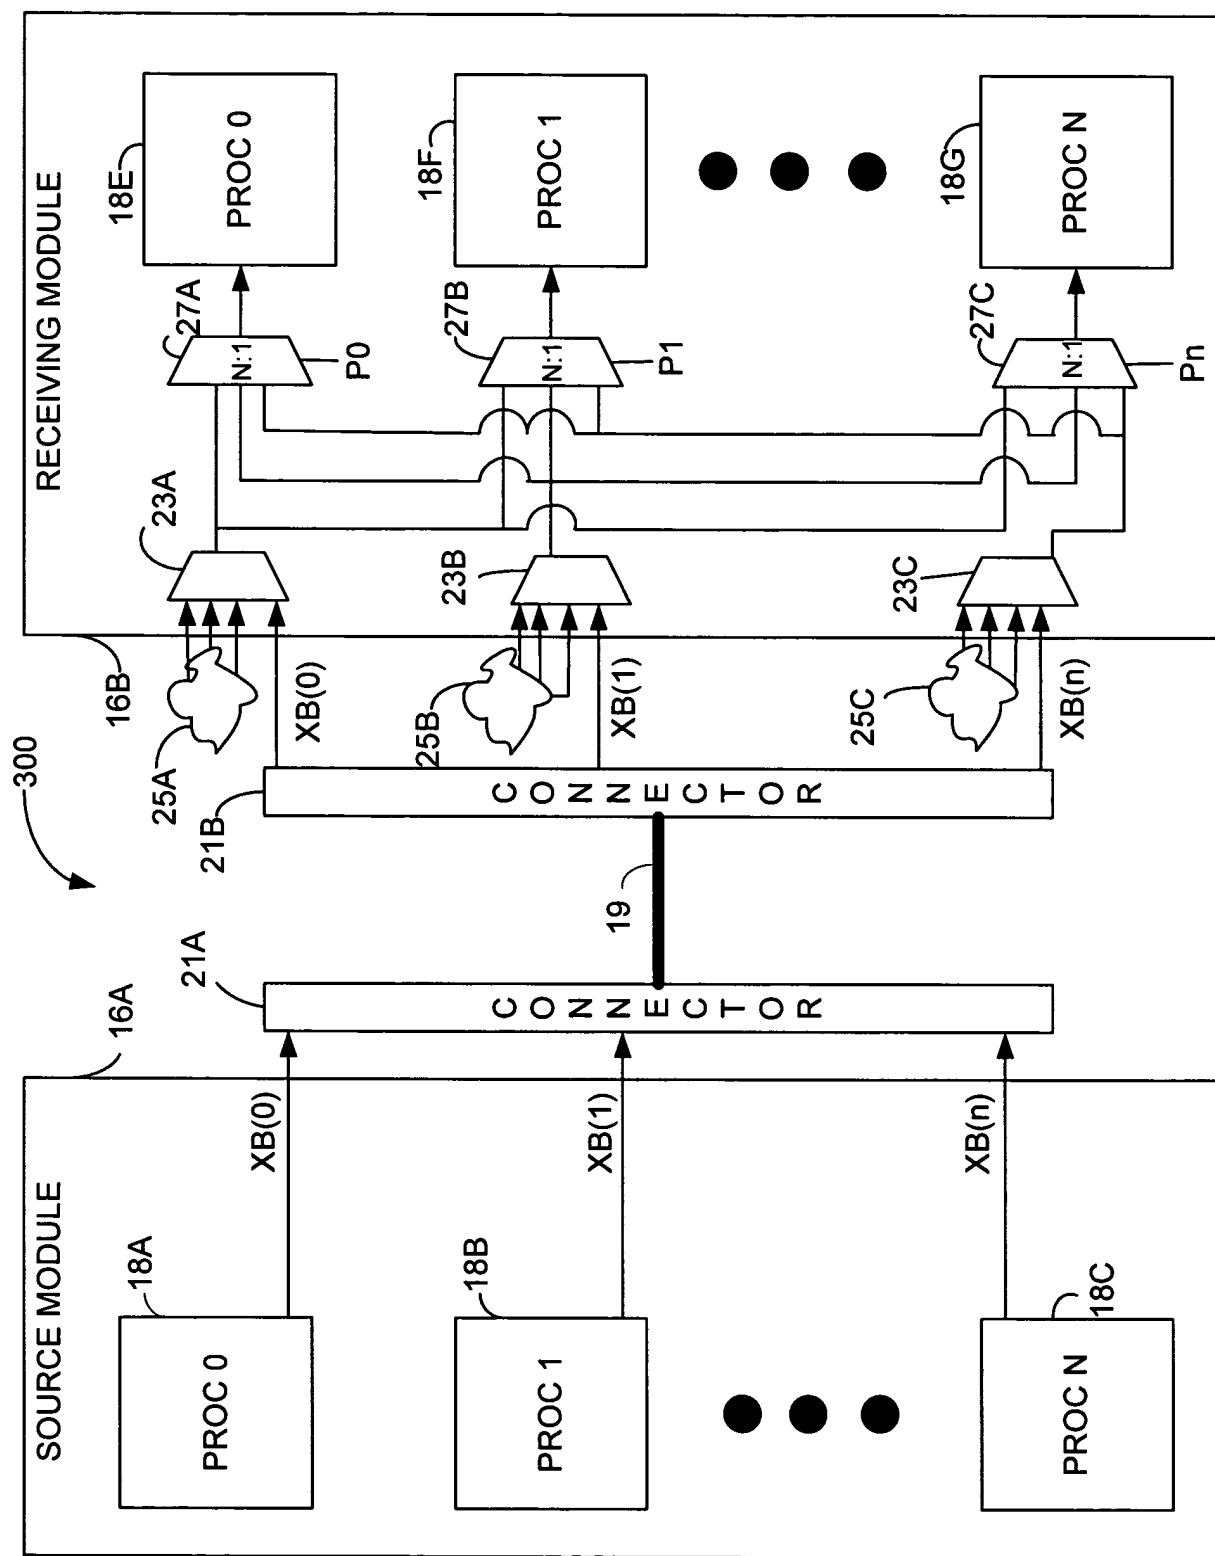 SOURCE MODULE
PROC 0
18A
XB(0)
PROC 1
18B
XB(1)
PROC N
18C
XB(n)
16A
21A
CONNECTOR
300
19
21B
CONNECTOR
16B
25A
XB(0)
25B
XB(1)
25C
XB(n)
RECEIVING MODULE
23A
23B
23C
27A
N:1
P0
27B
N:1
P1
27C
N:1
Pn
18E
PROC 0
18F
PROC 1
18G
PROC N